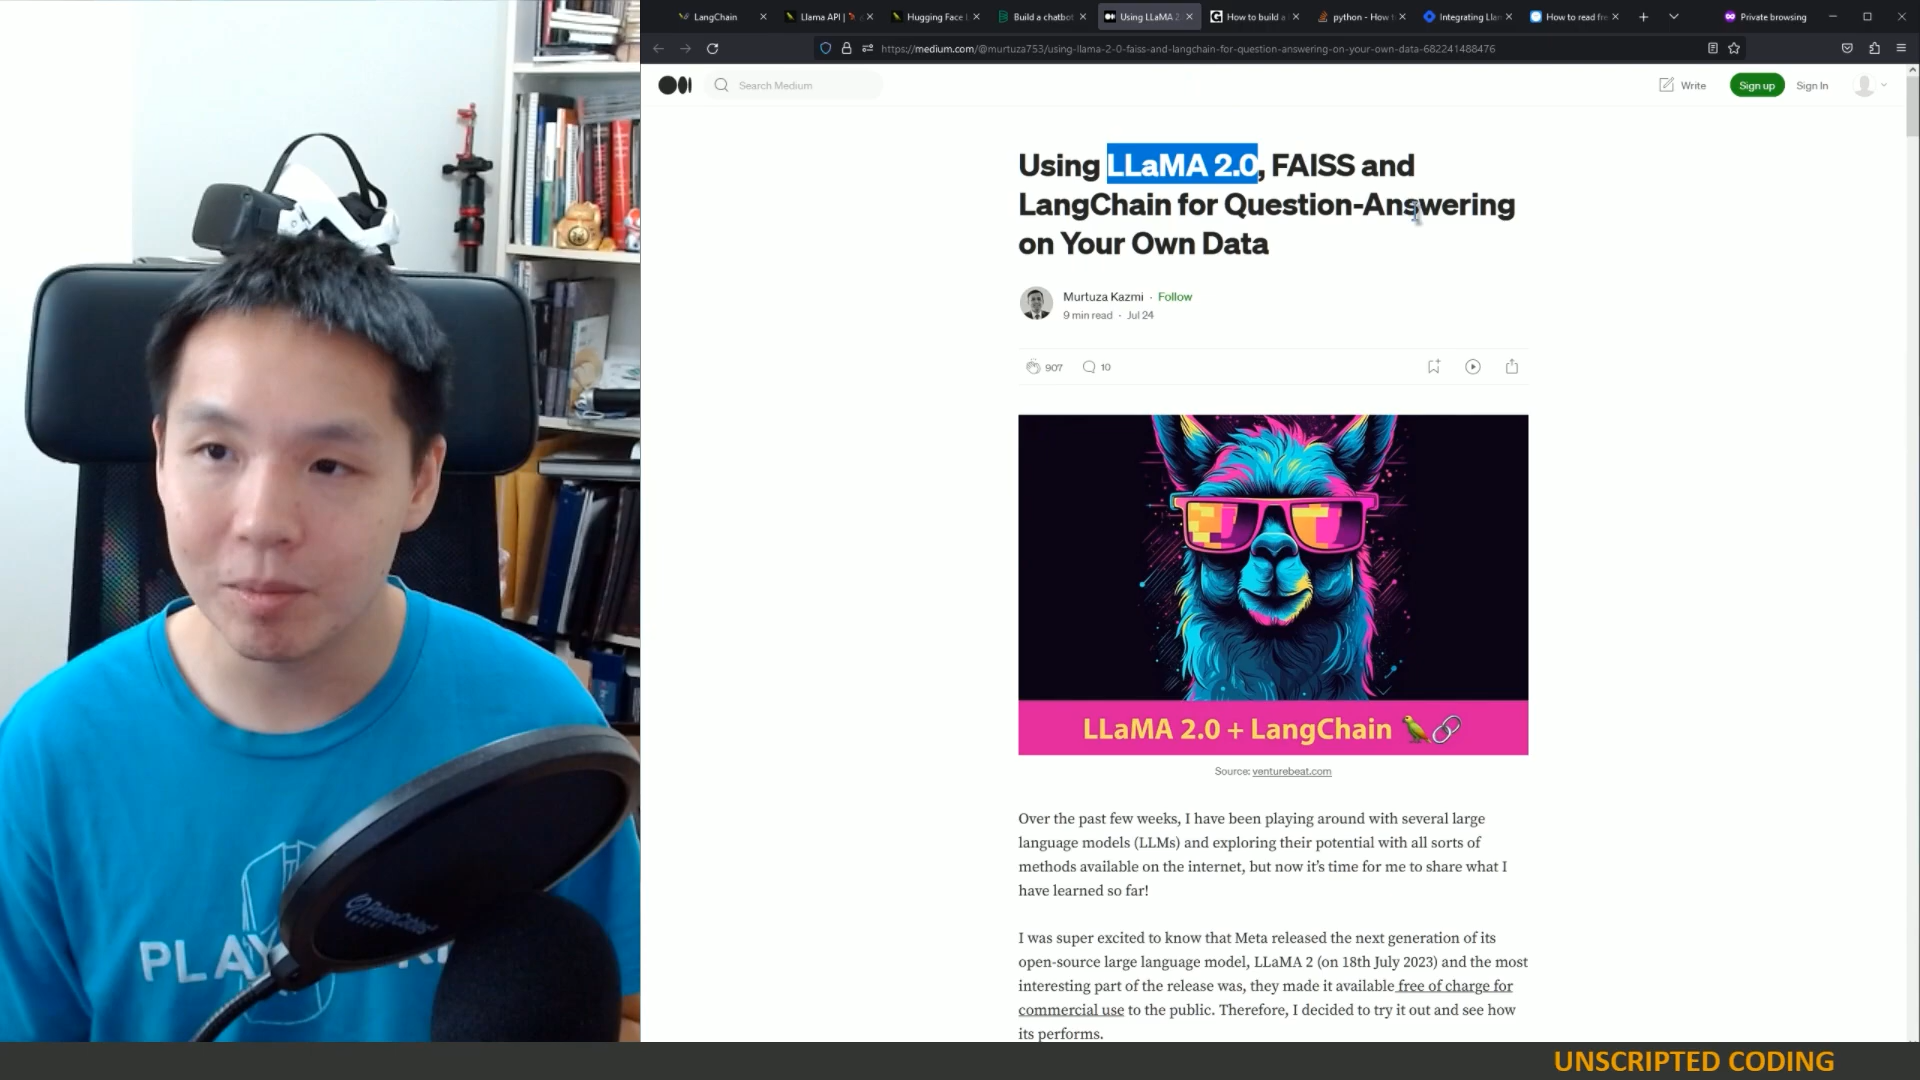 LangChain
Llama API |
Hugging Face
Build a chatbot
Using LLaMA 2
How to build a
python - How
Integrating Llam
How to read fre
Private browsing
https://medium.com/@murtuza753/using-llama-2-0-faiss-and-langchain-for-question-answering-on-your-own-data-682241488476
Search Medium
Write
Sign up
Sign In
Using LLaMA 2.0, FAISS and
LangChain for Question-Answering
on Your Own Data
Murtuza Kazmi · Follow
9 min read · Jul 24
907
10
LLaMA 2.0 + LangChain
Source: venturebeat.com
Over the past few weeks, I have been playing around with several large
language models (LLMs) and exploring their potential with all sorts of
methods available on the internet, but now it's time for me to share what I
have learned so far!
I was super excited to know that Meta released the next generation of its
open-source large language model, LLaMA 2 (on 18th July 2023) and the most
interesting part of the release was, they made it available free of charge for
commercial use to the public. Therefore, I decided to try it out and see how
its performs.
PLAY
UNSCRIPTED CODING